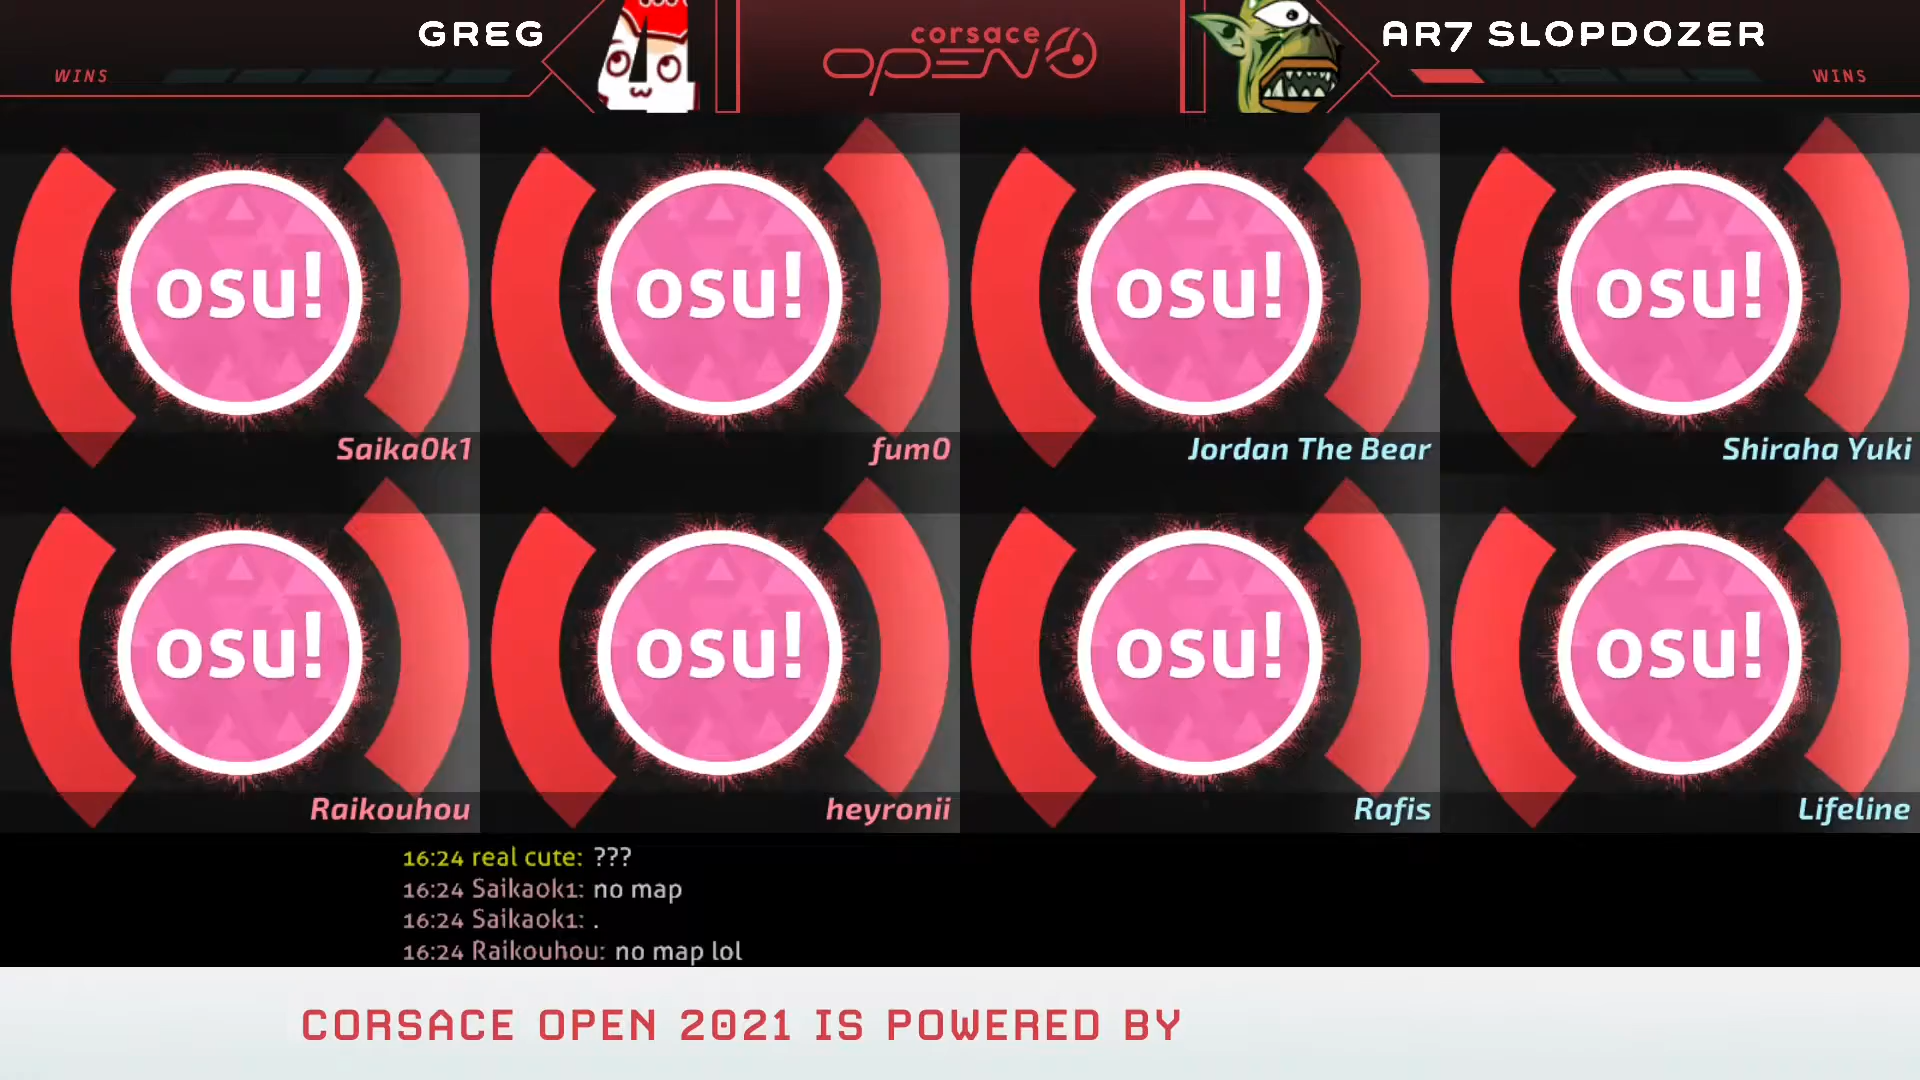 GREG
corsace
OPEN
AR7 SLOPDOZER
WINS
WINS
osu!
osu!
osu!
osu!
Saika0k1
fum0
Jordan The Bear
Shiraha Yuki
osu!
osu!
osu!
osu!
Raikouhou
heyronii
Rafis
Lifeline
16:24 real cute: ???
16:24 Saikaok1: no map
16:24 Saikaok1: .
16:24 Raikouhou: no map lol
CORSACE OPEN 2021 IS POWERED BY